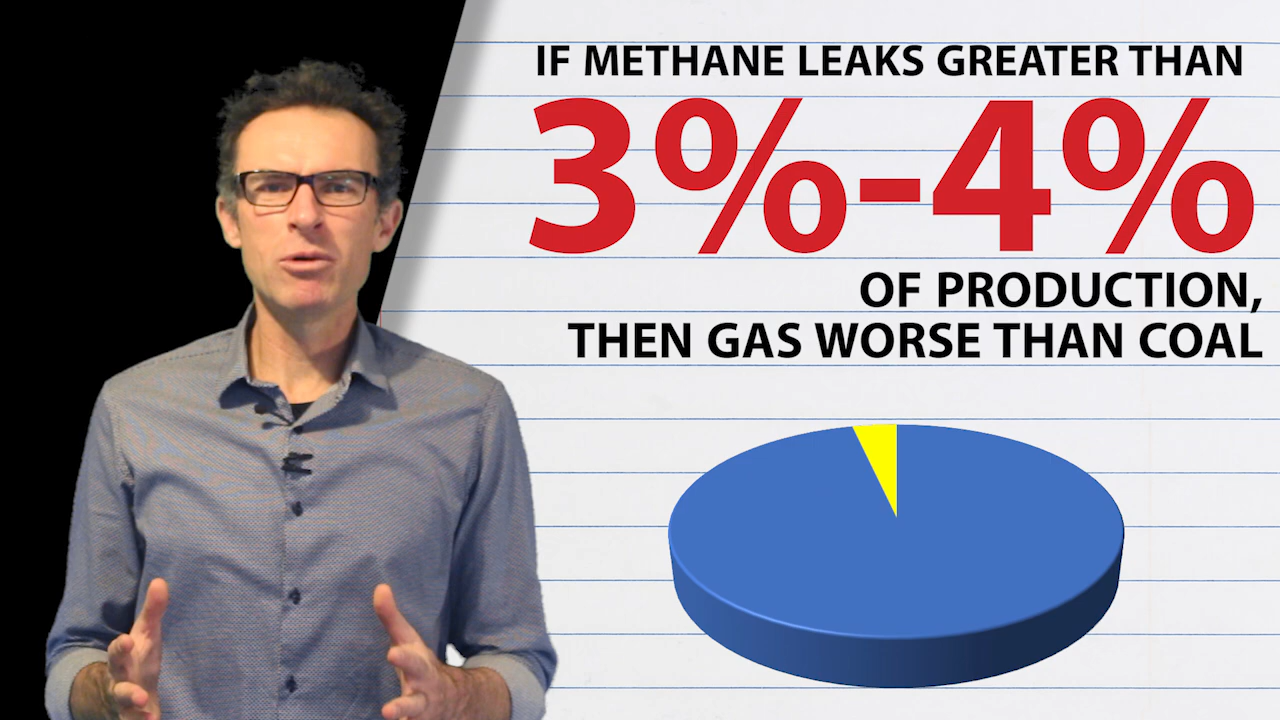 IF METHANE LEAKS GREATER THAN
3%-4%
OF PRODUCTION,
THEN GAS WORSE THAN COAL